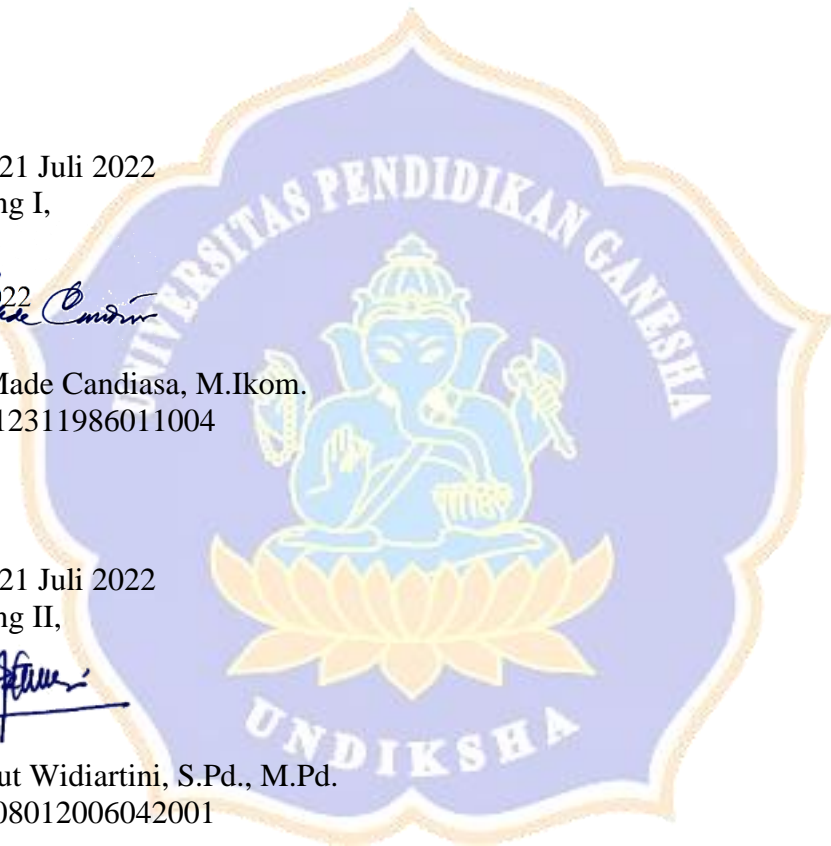 21 Juli 2022
ng I,
22
Made Candiasa, M.Ikom.
12311986011004
21 Juli 2022
ng II,
ut Widiartini, S.Pd., M.Pd.
08012006042001
UNIVERSITAS PENDIDIKAN GANESHA
UNDIKSHA